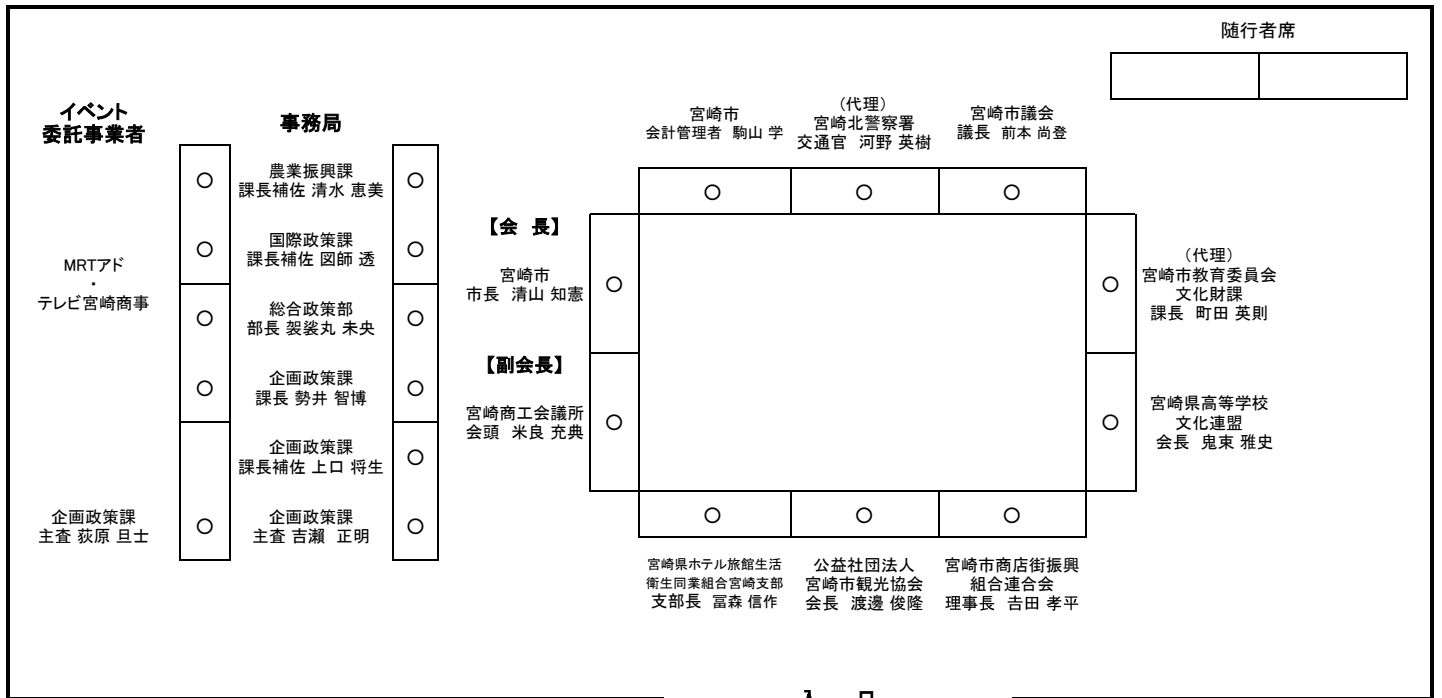 随行者席
イベント
委託事業者
事務局
宮崎市
会計管理者 駒山 学
(代理)
宮崎北警察署
交通官 河野 英樹
宮崎市議会
議長 前本 尚登
○
農業振興課
課長補佐 清水 恵美
○
○
国際政策課
課長補佐 図師 透
○
MRTアド
・
テレビ宮崎商事
○
総合政策部
部長 袈裟丸 未央
○
○
企画政策課
課長 勢井 智博
○
企画政策課
課長補佐 上口 将生
○
企画政策課
主査 荻原 旦士
○
企画政策課
主査 吉瀬 正明
○
○
○
○
【会 長】
宮崎市
市長 清山 知憲
○
○
(代理)
宮崎市教育委員会
文化財課
課長 町田 英則
【副会長】
宮崎商工会議所
会頭 米良 充典
○
○
宮崎県高等学校
文化連盟
会長 鬼束 雅史
○
○
○
宮崎県ホテル旅館生活
衛生同業組合宮崎支部
支部長 冨森 信作
公益社団法人
宮崎市観光協会
会長 渡邊 俊隆
宮崎市商店街振興
組合連合会
理事長 𠮷田 孝平